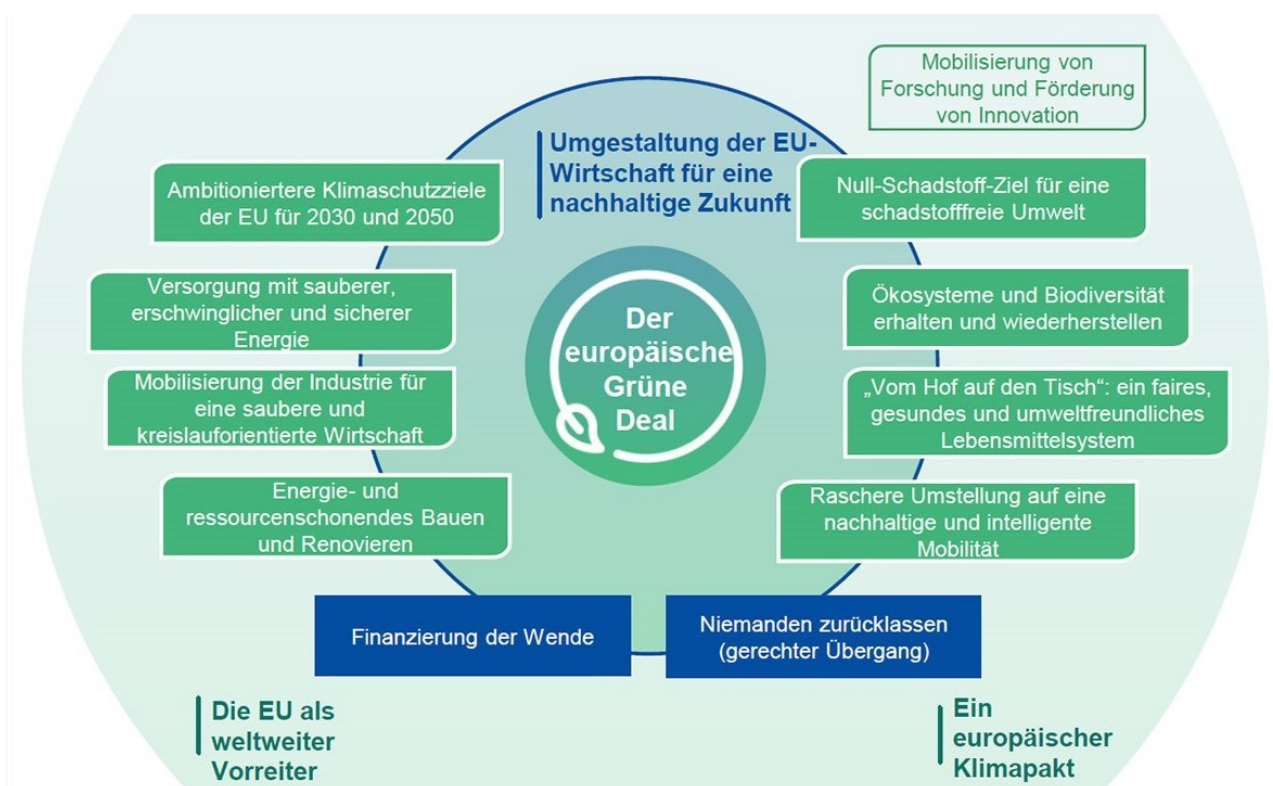 Mobilisierung von
Forschung und Förderung
von Innovation
Umgestaltung der EU-
Wirtschaft für eine
nachhaltige Zukunft
Ambitioniertere Klimaschutzziele
der EU für 2030 und 2050
Null-Schadstoff-Ziel für eine
schadstofffreie Umwelt
Versorgung mit sauberer,
erschwinglicher und sicherer
Energie
Ökosysteme und Biodiversität
erhalten und wiederherstellen
Der
europäische
Grüne
Deal
Mobilisierung der Industrie für
eine saubere und
kreislauforientierte Wirtschaft
„Vom Hof auf den Tisch“: ein faires,
gesundes und umweltfreundliches
Lebensmittelsystem
Energie- und
ressourcenschonendes Bauen
und Renovieren
Raschere Umstellung auf eine
nachhaltige und intelligente
Mobilität
Finanzierung der Wende
Niemanden zurücklassen
(gerechter Übergang)
Die EU als
weltweiter
Vorreiter
Ein
europäischer
Klimapakt